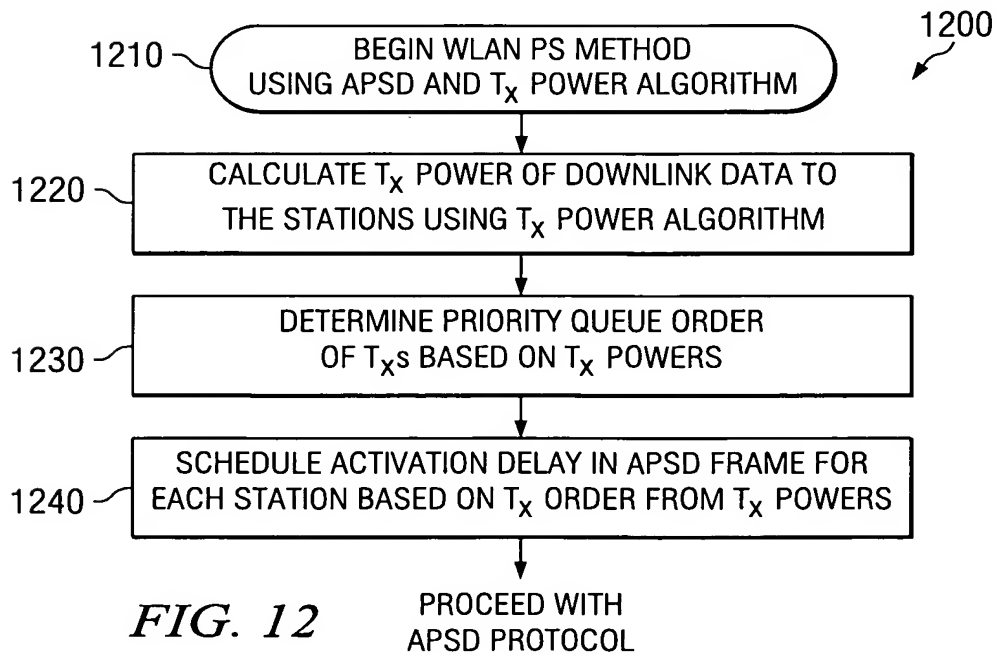 1200
1210
BEGIN WLAN PS METHOD
USING APSD AND TX POWER ALGORITHM
1220
CALCULATE TX POWER OF DOWNLINK DATA TO
THE STATIONS USING TX POWER ALGORITHM
1230
DETERMINE PRIORITY QUEUE ORDER
OF TXs BASED ON TX POWERS
1240
SCHEDULE ACTIVATION DELAY IN APSD FRAME FOR
EACH STATION BASED ON TX ORDER FROM TX POWERS
FIG. 12
PROCEED WITH
APSD PROTOCOL